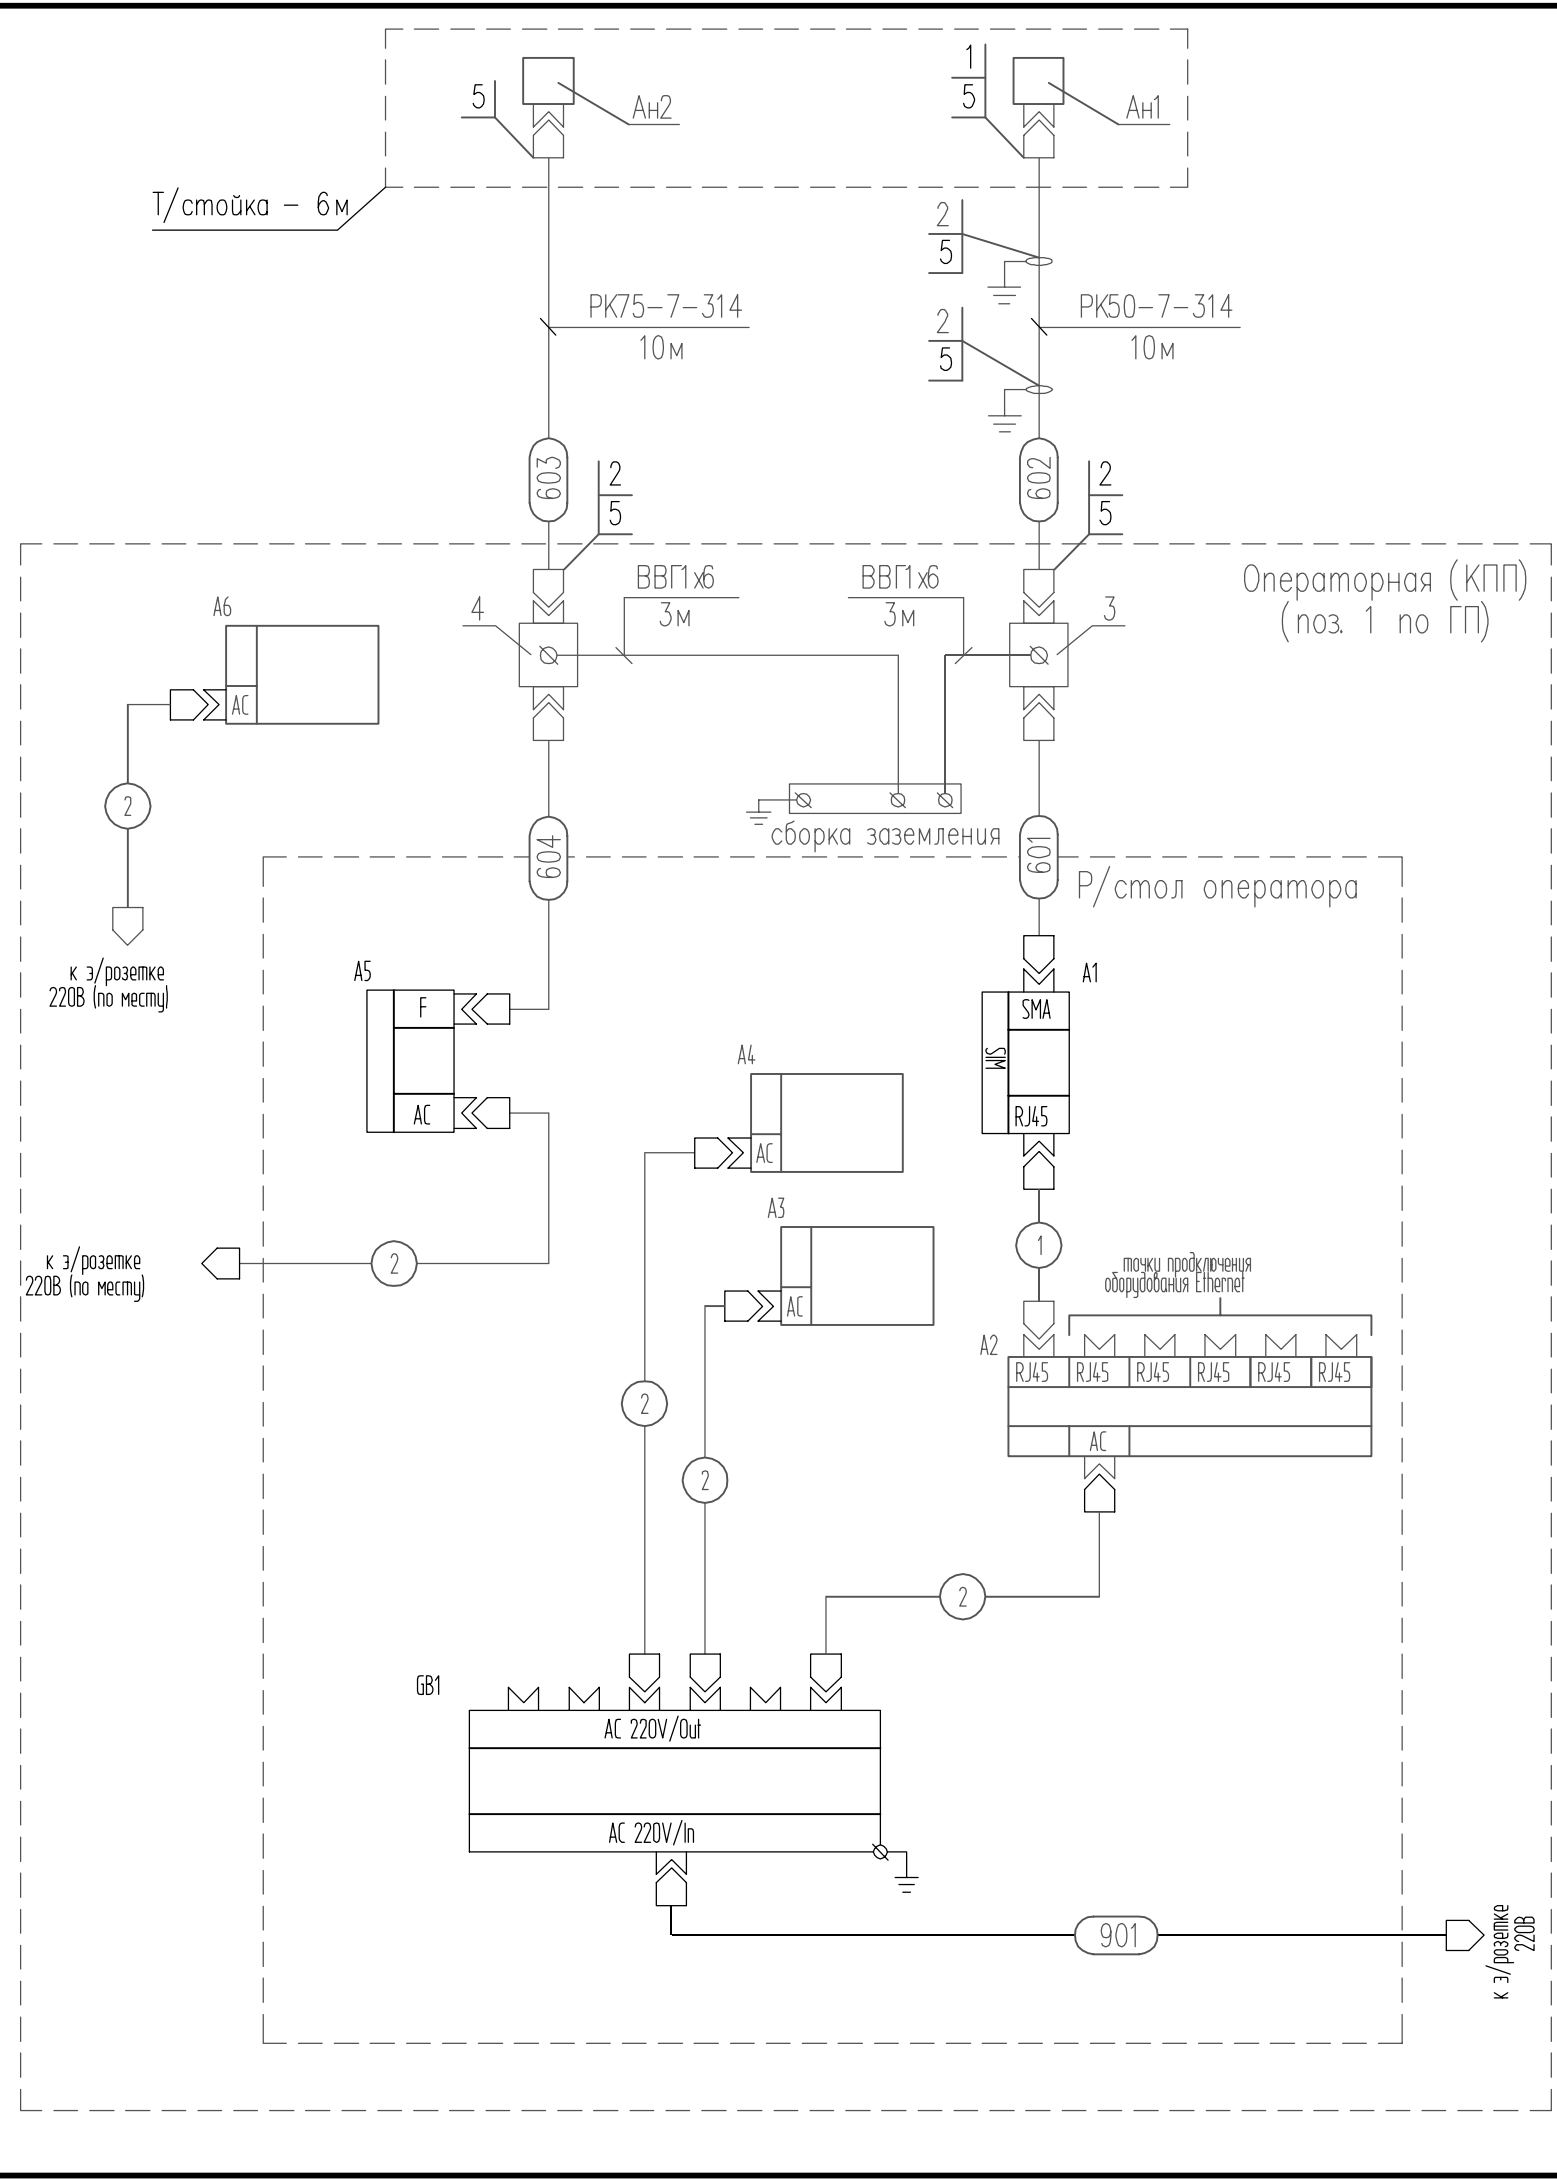 1
5
Ан2
5
Ан1
Т/стойка – 6м
2
5
РК75–7–314
10м
2
5
РК50–7–314
10м
603
2
5
602
2
5
Операторная (КПП)
(поз. 1 по ГП)
А6
АС
4
ВВГ1х6
3м
ВВГ1х6
3м
3
2
сборка заземления
604
601
Р/стол оператора
к э/розетке
220В (по месту)
А5
F
АС
А1
SMA
SIM
RJ45
А4
АС
А3
АС
к э/розетке
220В (по месту)
2
1
точки продключения
оборудования Ethernet
А2
RJ45 RJ45 RJ45 RJ45 RJ45 RJ45
АС
2
2
2
GB1
AC 220V/Out
AC 220V/In
901
к э/розетке
220В